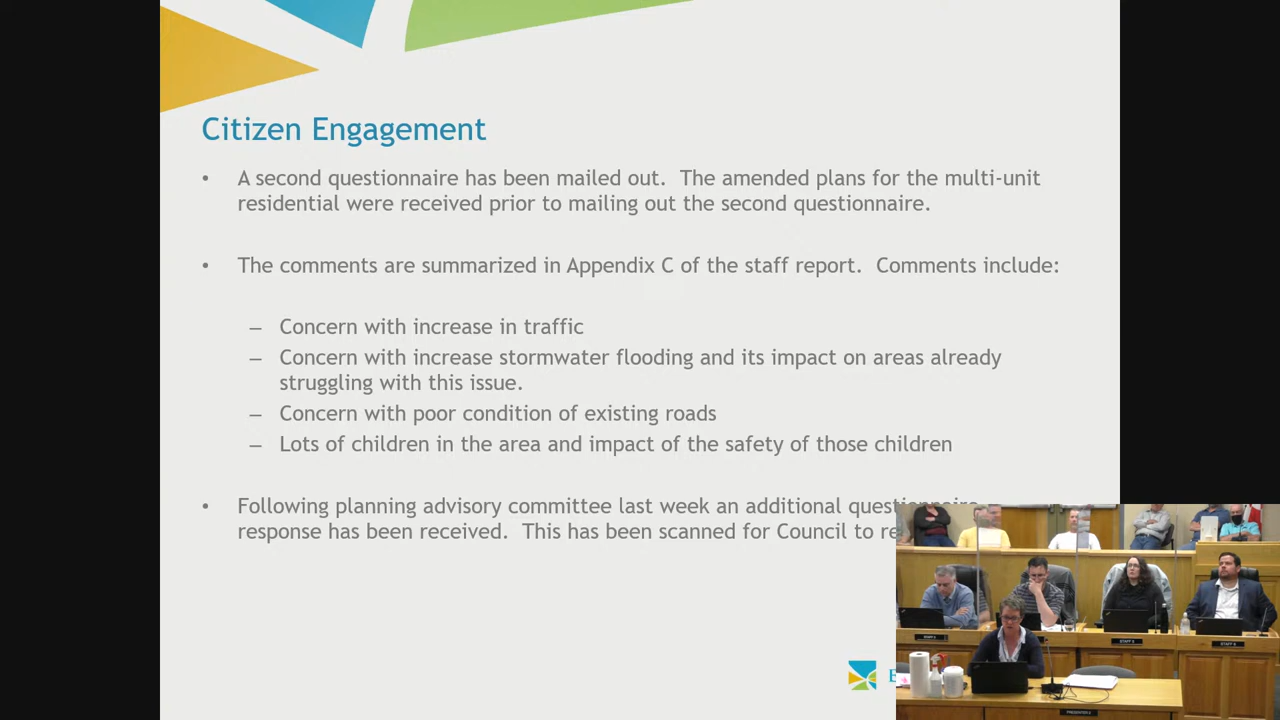 Citizen Engagement
• A second questionnaire has been mailed out. The amended plans for the multi-unit
residential were received prior to mailing out the second questionnaire.
• The comments are summarized in Appendix C of the staff report. Comments include:
– Concern with increase in traffic
– Concern with increase stormwater flooding and its impact on areas already
struggling with this issue.
– Concern with poor condition of existing roads
– Lots of children in the area and impact of the safety of those children
• Following planning advisory committee last week an additional questionnaire
response has been received. This has been scanned for Council to